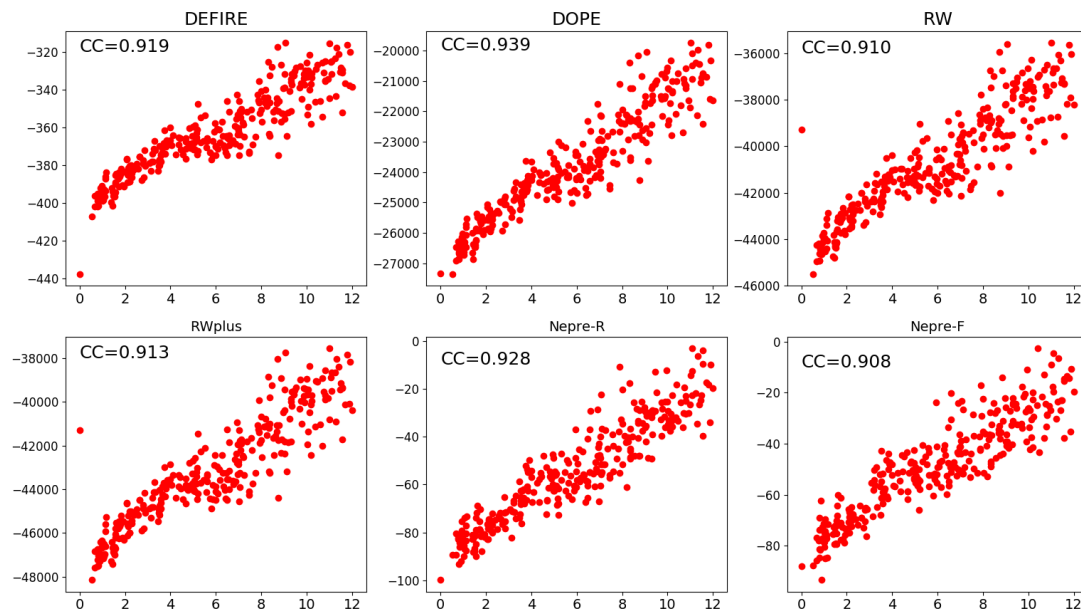 DEFIRE
DOPE
RW
CC=0.919
CC=0.939
CC=0.910
−320
−340
−360
−380
−400
−420
−440
0 2 4 6 8 10 12
−20000
−21000
−22000
−23000
−24000
−25000
−26000
−27000
0 2 4 6 8 10 12
−36000
−38000
−40000
−42000
−44000
−46000
0 2 4 6 8 10 12
RWplus
Nepre-R
Nepre-F
CC=0.913
CC=0.928
CC=0.908
−38000
−40000
−42000
−44000
−46000
−48000
0 2 4 6 8 10 12
0
−20
−40
−60
−80
−100
0 2 4 6 8 10 12
0
−20
−40
−60
−80
0 2 4 6 8 10 12